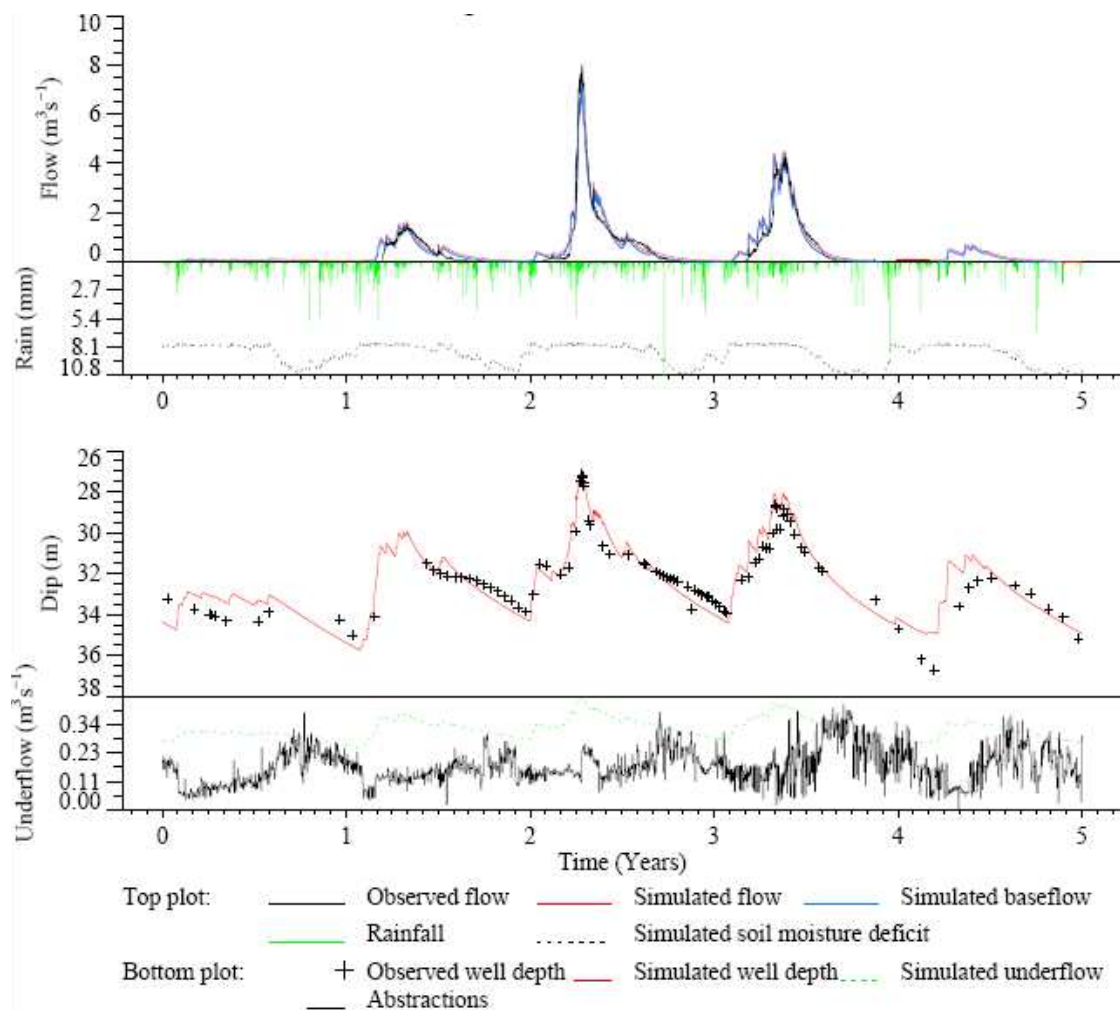 10
8
6
4
2
0
Flow (m³s⁻¹)
2.7
5.4
8.1
10.8
Rain (mm)
0 1 2 3 4 5
26
28
30
32
34
36
38
Dip (m)
0.34
0.23
0.11
0.00
Underflow (m³s⁻¹)
0 1 2 3 4 5
Time (Years)
Top plot: Observed flow Simulated flow Simulated baseflow
Rainfall Simulated soil moisture deficit
Bottom plot: Observed well depth Simulated well depth Simulated underflow
Abstractions